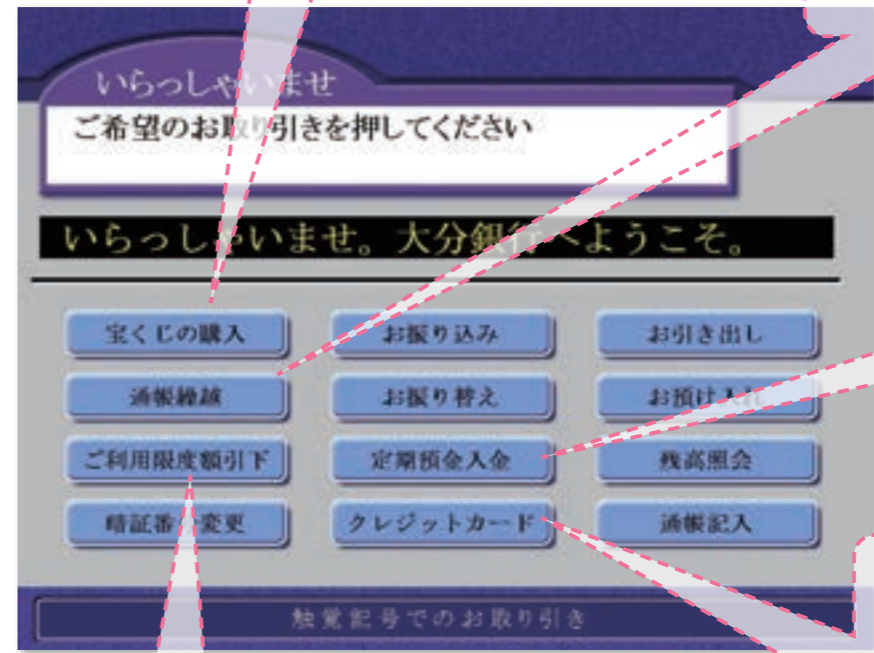 いらっしゃいませ
ご希望のお取り引きを押してください
いらっしゃいませ。大分銀行へようこそ。
宝くじの購入 お振り込み お引き出し
通帳繰越 お振り替え お預け入れ
ご利用限度額引下 定期預金入金 残高照会
暗証番号変更 クレジットカード 通帳記入
触覚記号でのお取り引き